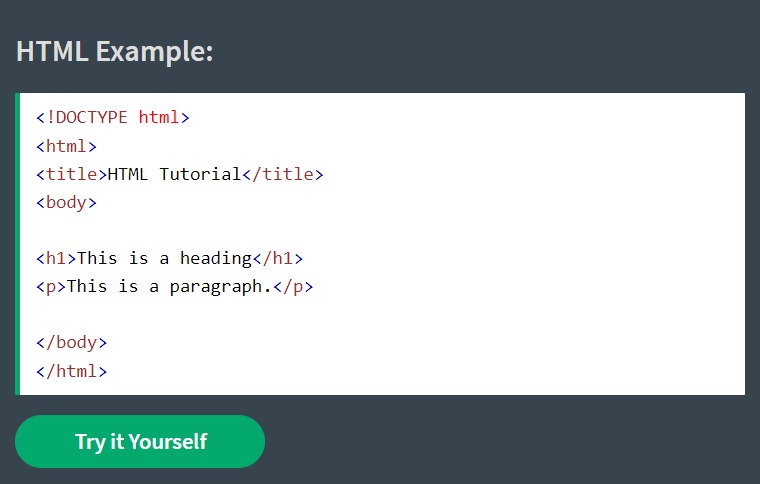 HTML Example:
<!DOCTYPE html>
<html>
<title>HTML Tutorial</title>
<body>
<h1>This is a heading</h1>
<p>This is a paragraph.</p>
</body>
</html>
Try it Yourself